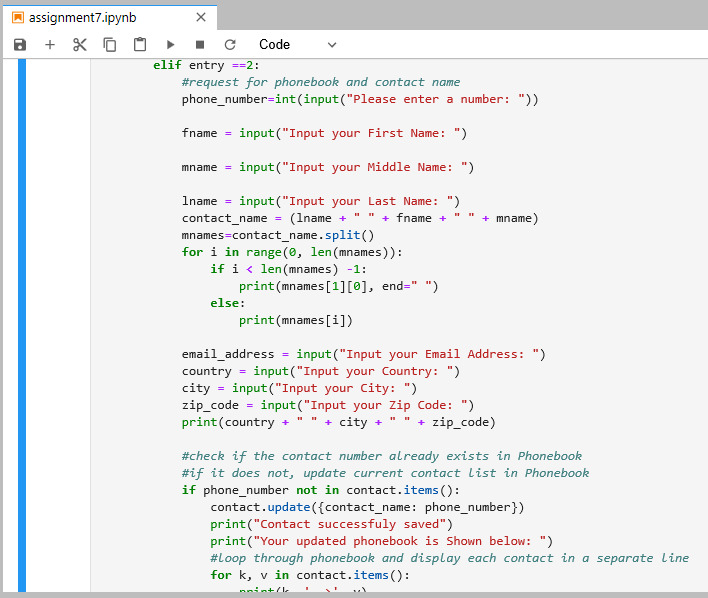 assignment7.ipynb
Code
elif entry ==2:
#request for phonebook and contact name
phone_number=int(input("Please enter a number: "))
fname = input("Input your First Name: ")
mname = input("Input your Middle Name: ")
lname = input("Input your Last Name: ")
contact_name = (lname + " " + fname + " " + mname)
mnames=contact_name.split()
for i in range(0, len(mnames)):
if i < len(mnames) -1:
print(mnames[1][0], end=" ")
else:
print(mnames[i])
email_address = input("Input your Email Address: ")
country = input("Input your Country: ")
city = input("Input your City: ")
zip_code = input("Input your Zip Code: ")
print(country + " " + city + " " + zip_code)
#check if the contact number already exists in Phonebook
#if it does not, update current contact list in Phonebook
if phone_number not in contact.items():
contact.update({contact_name: phone_number})
print("Contact successfuly saved")
print("Your updated phonebook is Shown below: ")
#loop through phonebook and display each contact in a separate line
for k, v in contact.items():